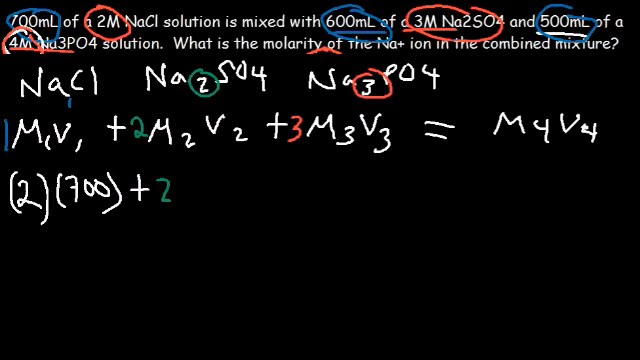 700mL of a 2M NaCl solution is mixed with 600mL of a 3M Na2SO4 and 500mL of a
4M Na3PO4 solution. What is the molarity of the Na+ ion in the combined mixture?
NaCl Na2SO4 Na3PO4
1M1V1 + 2M2V2 + 3M3V3 = M4V4
(2)(700) + 2